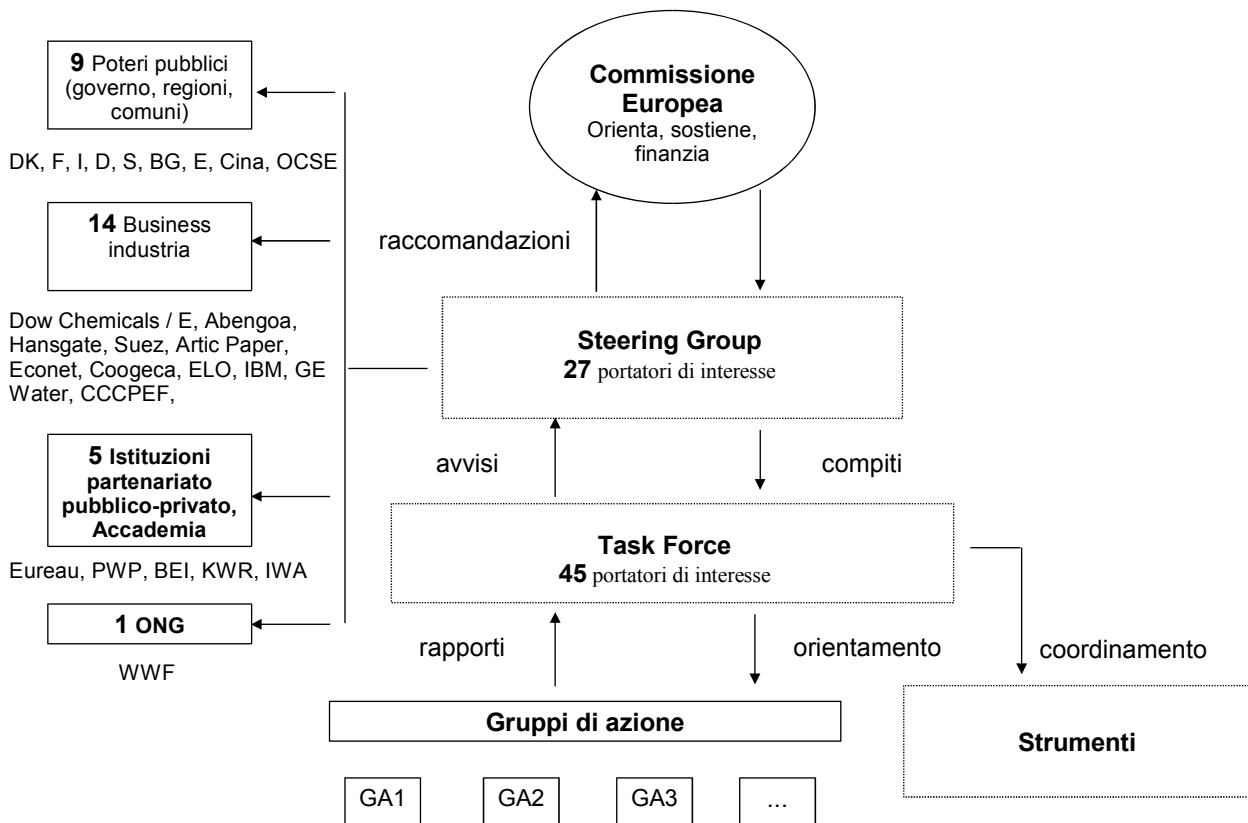 9 Poteri pubblici
(governo, regioni,
comuni)
DK, F, I, D, S, BG, E, Cina, OCSE
14 Business
industria
Dow Chemicals / E, Abengoa,
Hansgate, Suez, Artic Paper,
Econet, Coogeca, ELO, IBM, GE
Water, CCCPEF,
5 Istituzioni
partenariato
pubblico-privato,
Accademia
Eureau, PWP, BEI, KWR, IWA
1 ONG
WWF
Commissione
Europea
Orienta, sostiene,
finanzia
raccomandazioni
Steering Group
27 portatori di interesse
avvisi
compiti
Task Force
45 portatori di interesse
rapporti
orientamento
coordinamento
Gruppi di azione
Strumenti
GA1
GA2
GA3
...